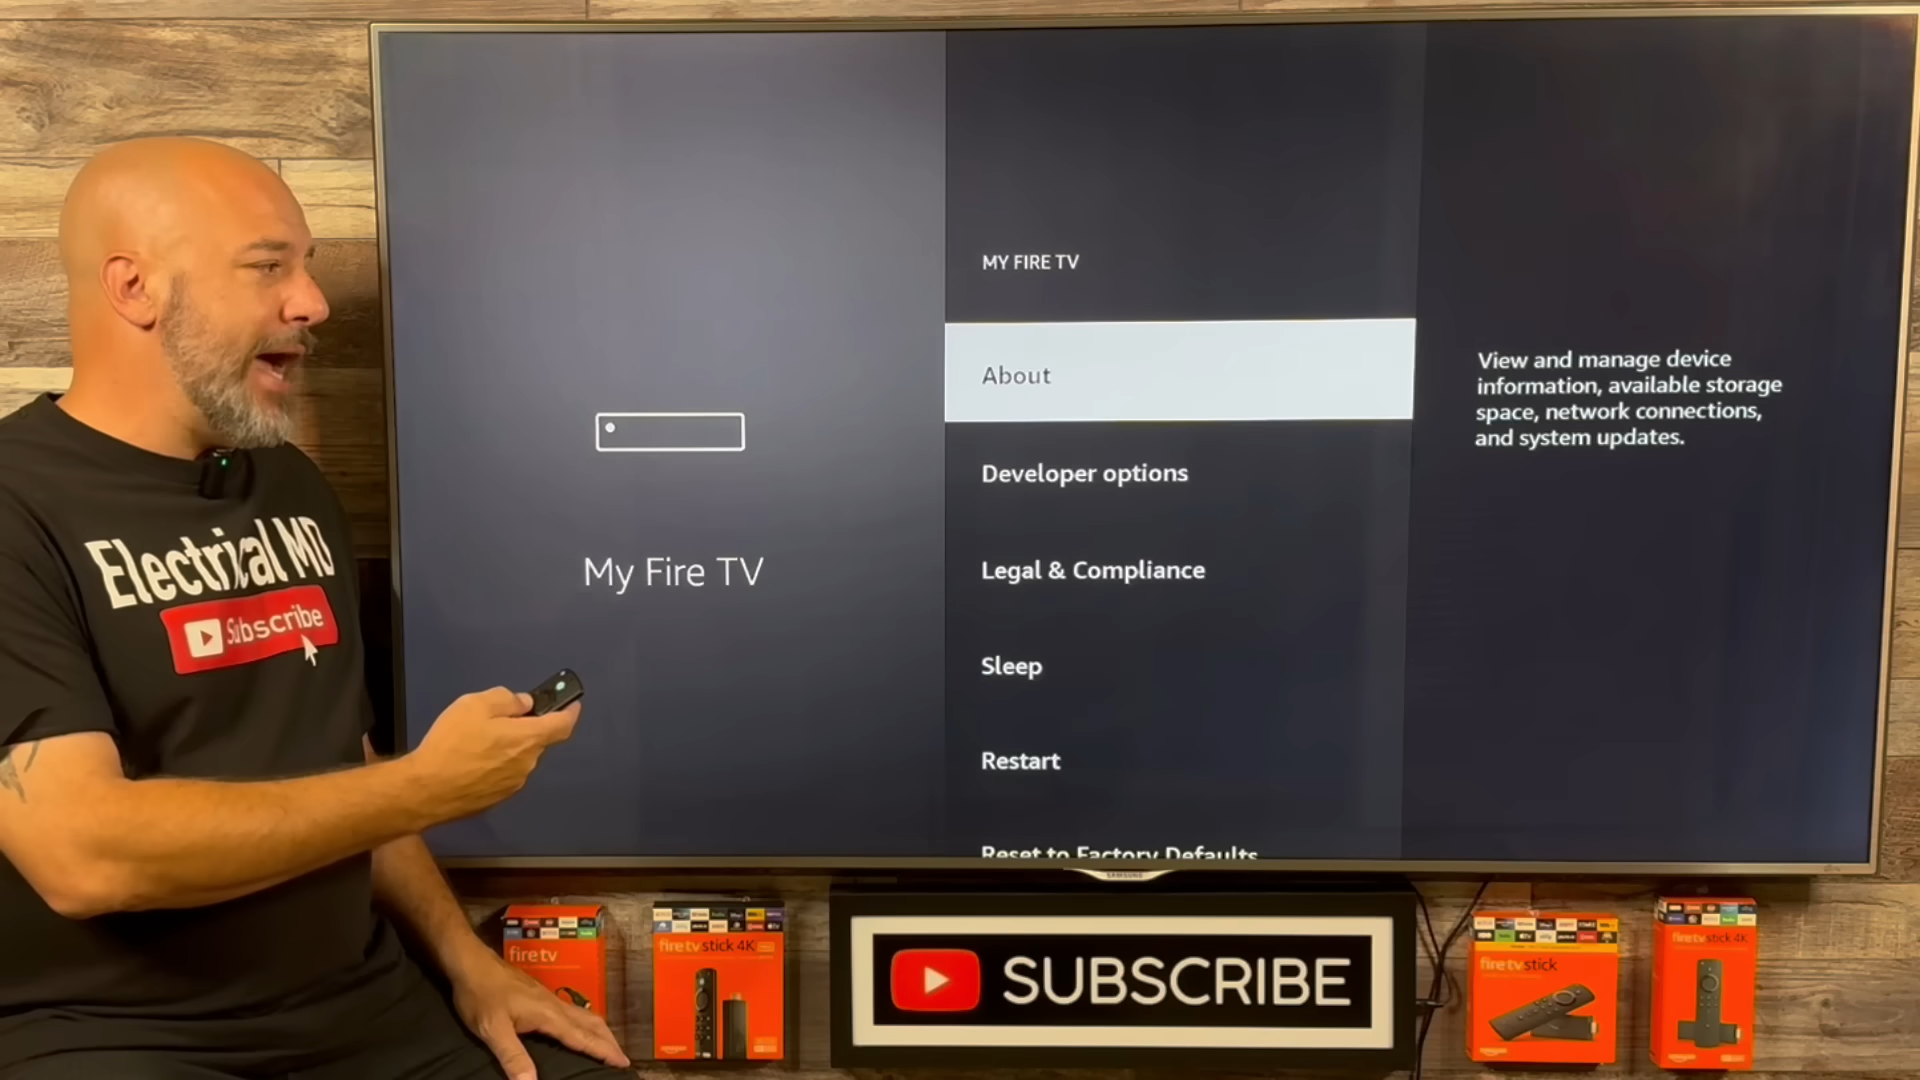 MY FIRE TV
About
Developer options
Legal & Compliance
Sleep
Restart
Reset to Factory Defaults
My Fire TV
View and manage device
information, available storage
space, network connections,
and system updates.
Electrical MD
Subscribe
SAMSUNG
SUBSCRIBE
fire tv
fire tv stick 4K
fire tv stick
fire tv stick 4K